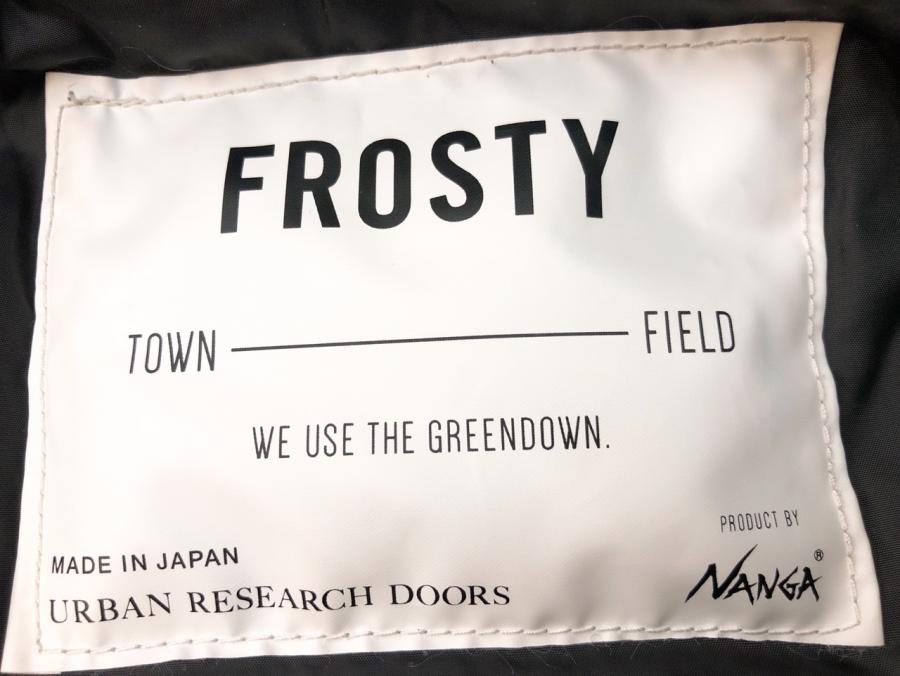 FROSTY
TOWN FIELD
WE USE THE GREENDOWN.
PRODUCT BY
NANGA®
MADE IN JAPAN
URBAN RESEARCH DOORS